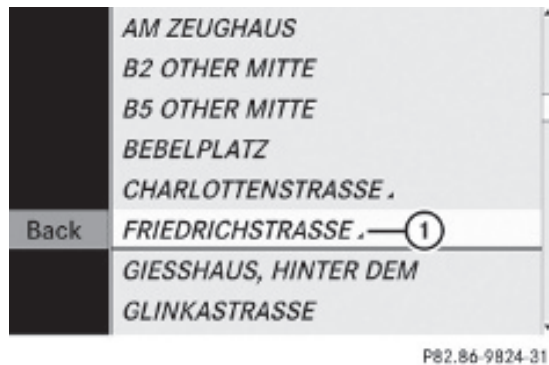 AM ZEUGHAUS
B2 OTHER MITTE
B5 OTHER MITTE
BEBELPLATZ
CHARLOTTENSTRASSE
Back FRIEDRICHSTRASSE 1
GIESSHAUS, HINTER DEM
GLINKASTRASSE
P82.86-9824-31